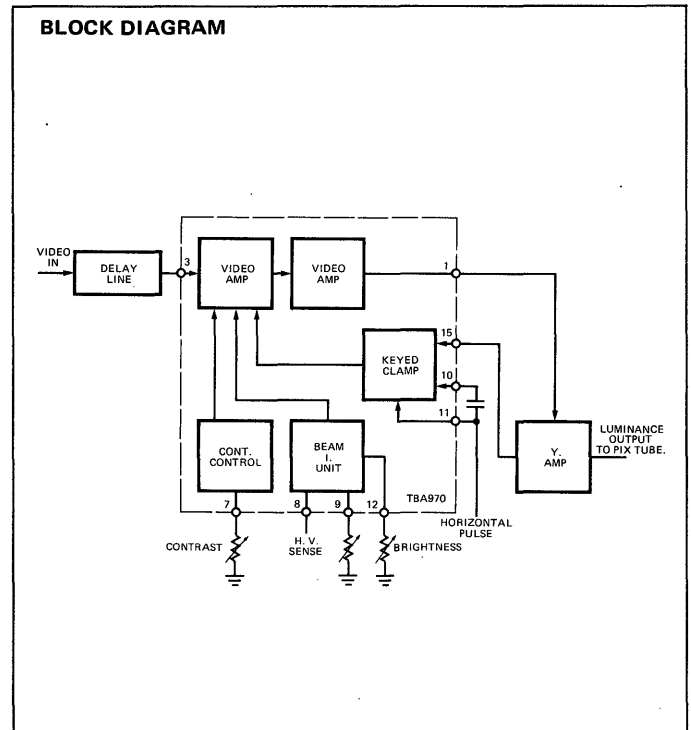 BLOCK DIAGRAM
VIDEO
IN
DELAY
LINE
3
VIDEO
AMP
VIDEO
AMP
1
15
KEYED
CLAMP
10
11
CONT.
CONTROL
BEAM
I.
UNIT
TBA970
Y.
AMP
LUMINANCE
OUTPUT
TO PIX TUBE.
7
8
9
12
HORIZONTAL
PULSE
CONTRAST
H. V.
SENSE
BRIGHTNESS